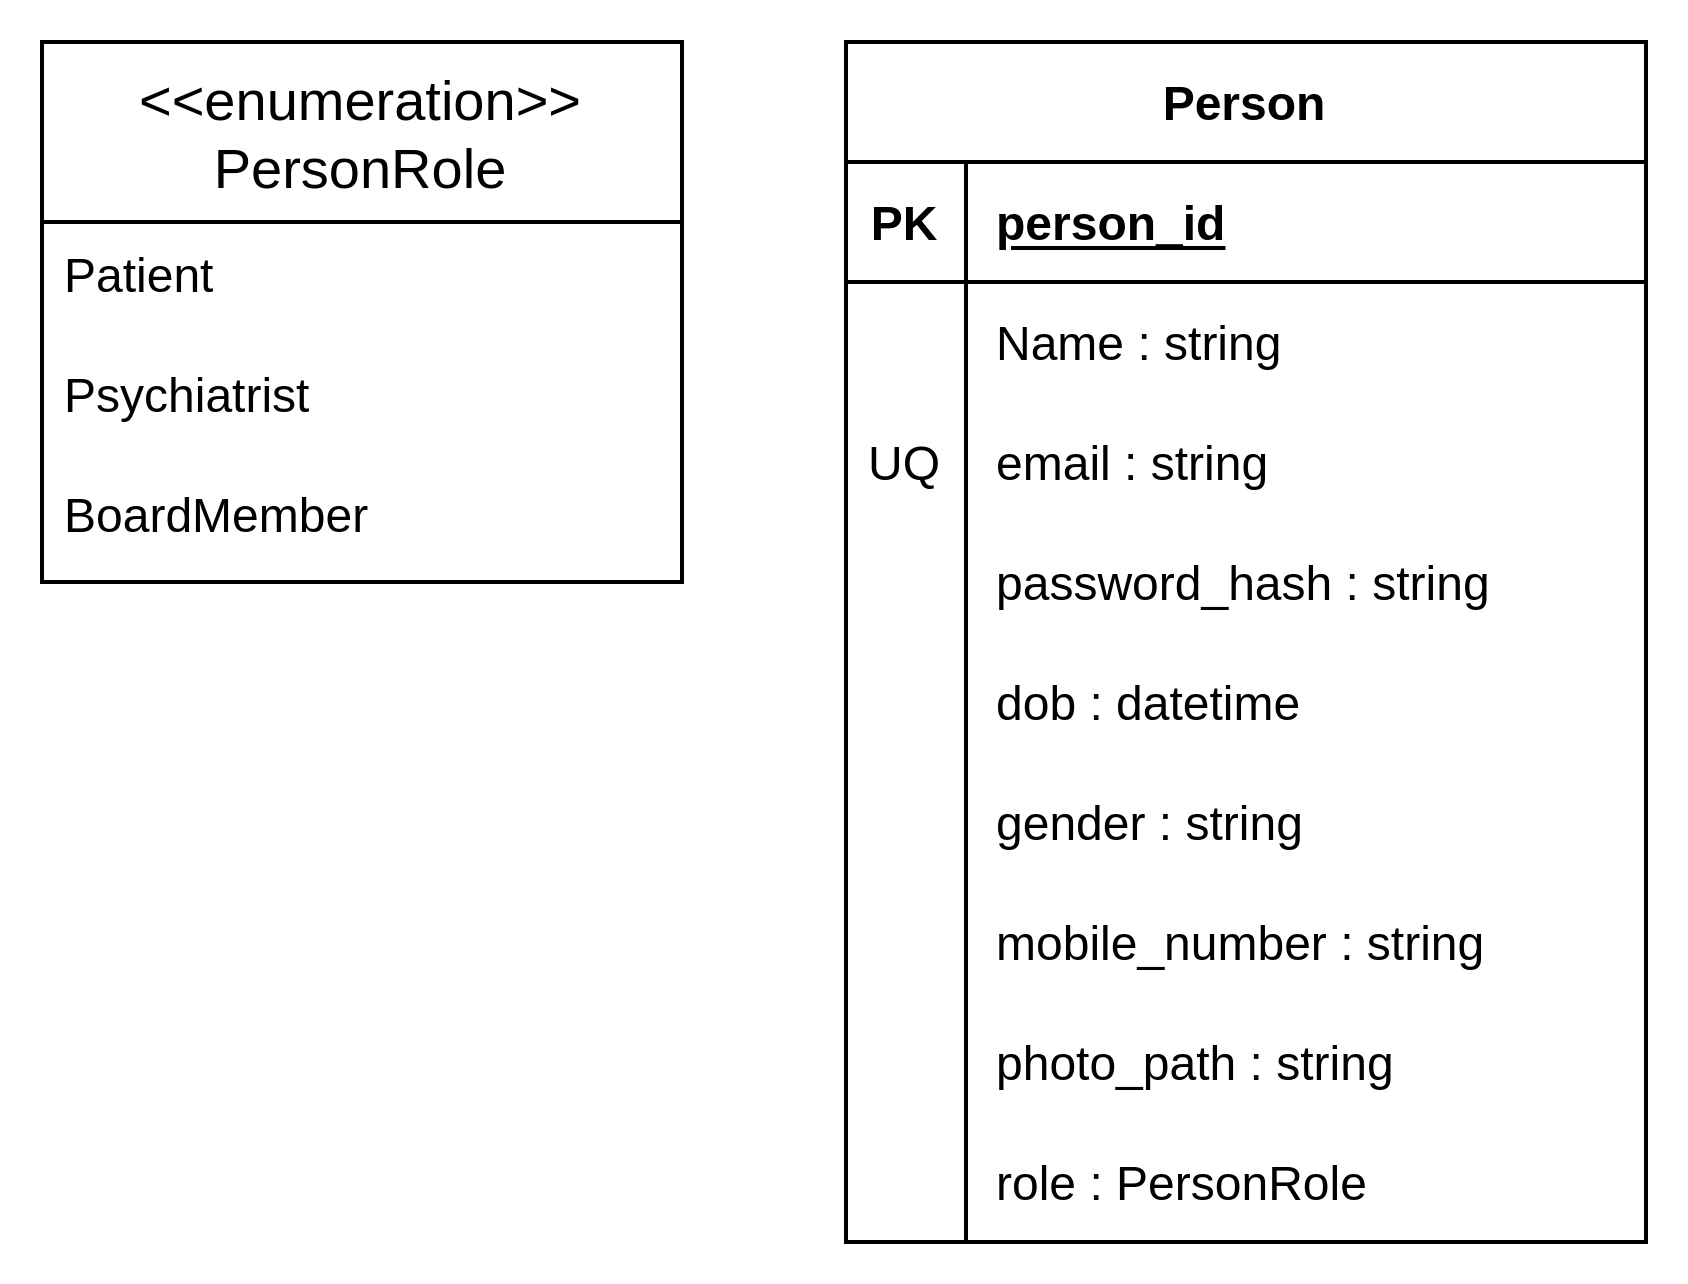 <<enumeration>>
PersonRole
Patient
Psychiatrist
BoardMember
Person
PK person_id
Name : string
UQ email : string
password_hash : string
dob : datetime
gender : string
mobile_number : string
photo_path : string
role : PersonRole